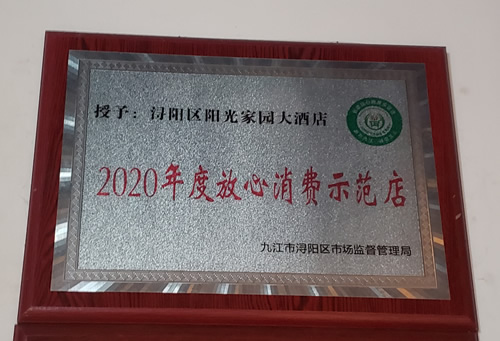 授予：浔阳区阳光家园大酒店
2020年度放心消费示范店
九江市浔阳区市场监督管理局